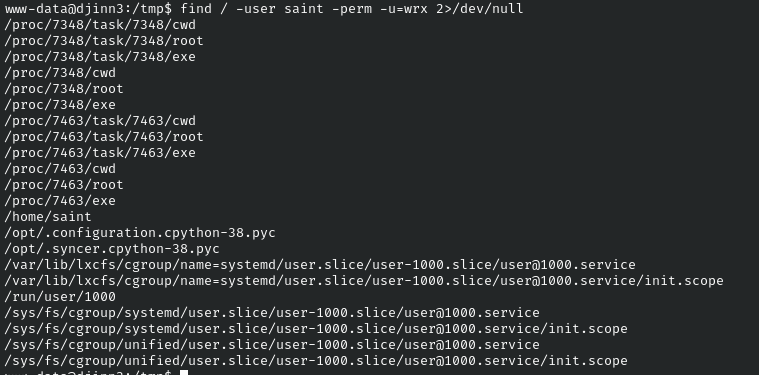 www-data@djinn3:/tmp$ find / -user saint -perm -u=wrx 2>/dev/null
/proc/7348/task/7348/cwd
/proc/7348/task/7348/root
/proc/7348/task/7348/exe
/proc/7348/cwd
/proc/7348/root
/proc/7348/exe
/proc/7463/task/7463/cwd
/proc/7463/task/7463/root
/proc/7463/task/7463/exe
/proc/7463/cwd
/proc/7463/root
/proc/7463/exe
/home/saint
/opt/.configuration.cpython-38.pyc
/opt/.syncer.cpython-38.pyc
/var/lib/lxcfs/cgroup/name=systemd/user.slice/user-1000.slice/user@1000.service
/var/lib/lxcfs/cgroup/name=systemd/user.slice/user-1000.slice/user@1000.service/init.scope
/run/user/1000
/sys/fs/cgroup/systemd/user.slice/user-1000.slice/user@1000.service
/sys/fs/cgroup/systemd/user.slice/user-1000.slice/user@1000.service/init.scope
/sys/fs/cgroup/unified/user.slice/user-1000.slice/user@1000.service
/sys/fs/cgroup/unified/user.slice/user-1000.slice/user@1000.service/init.scope
www-data@djinn3:/tmp$